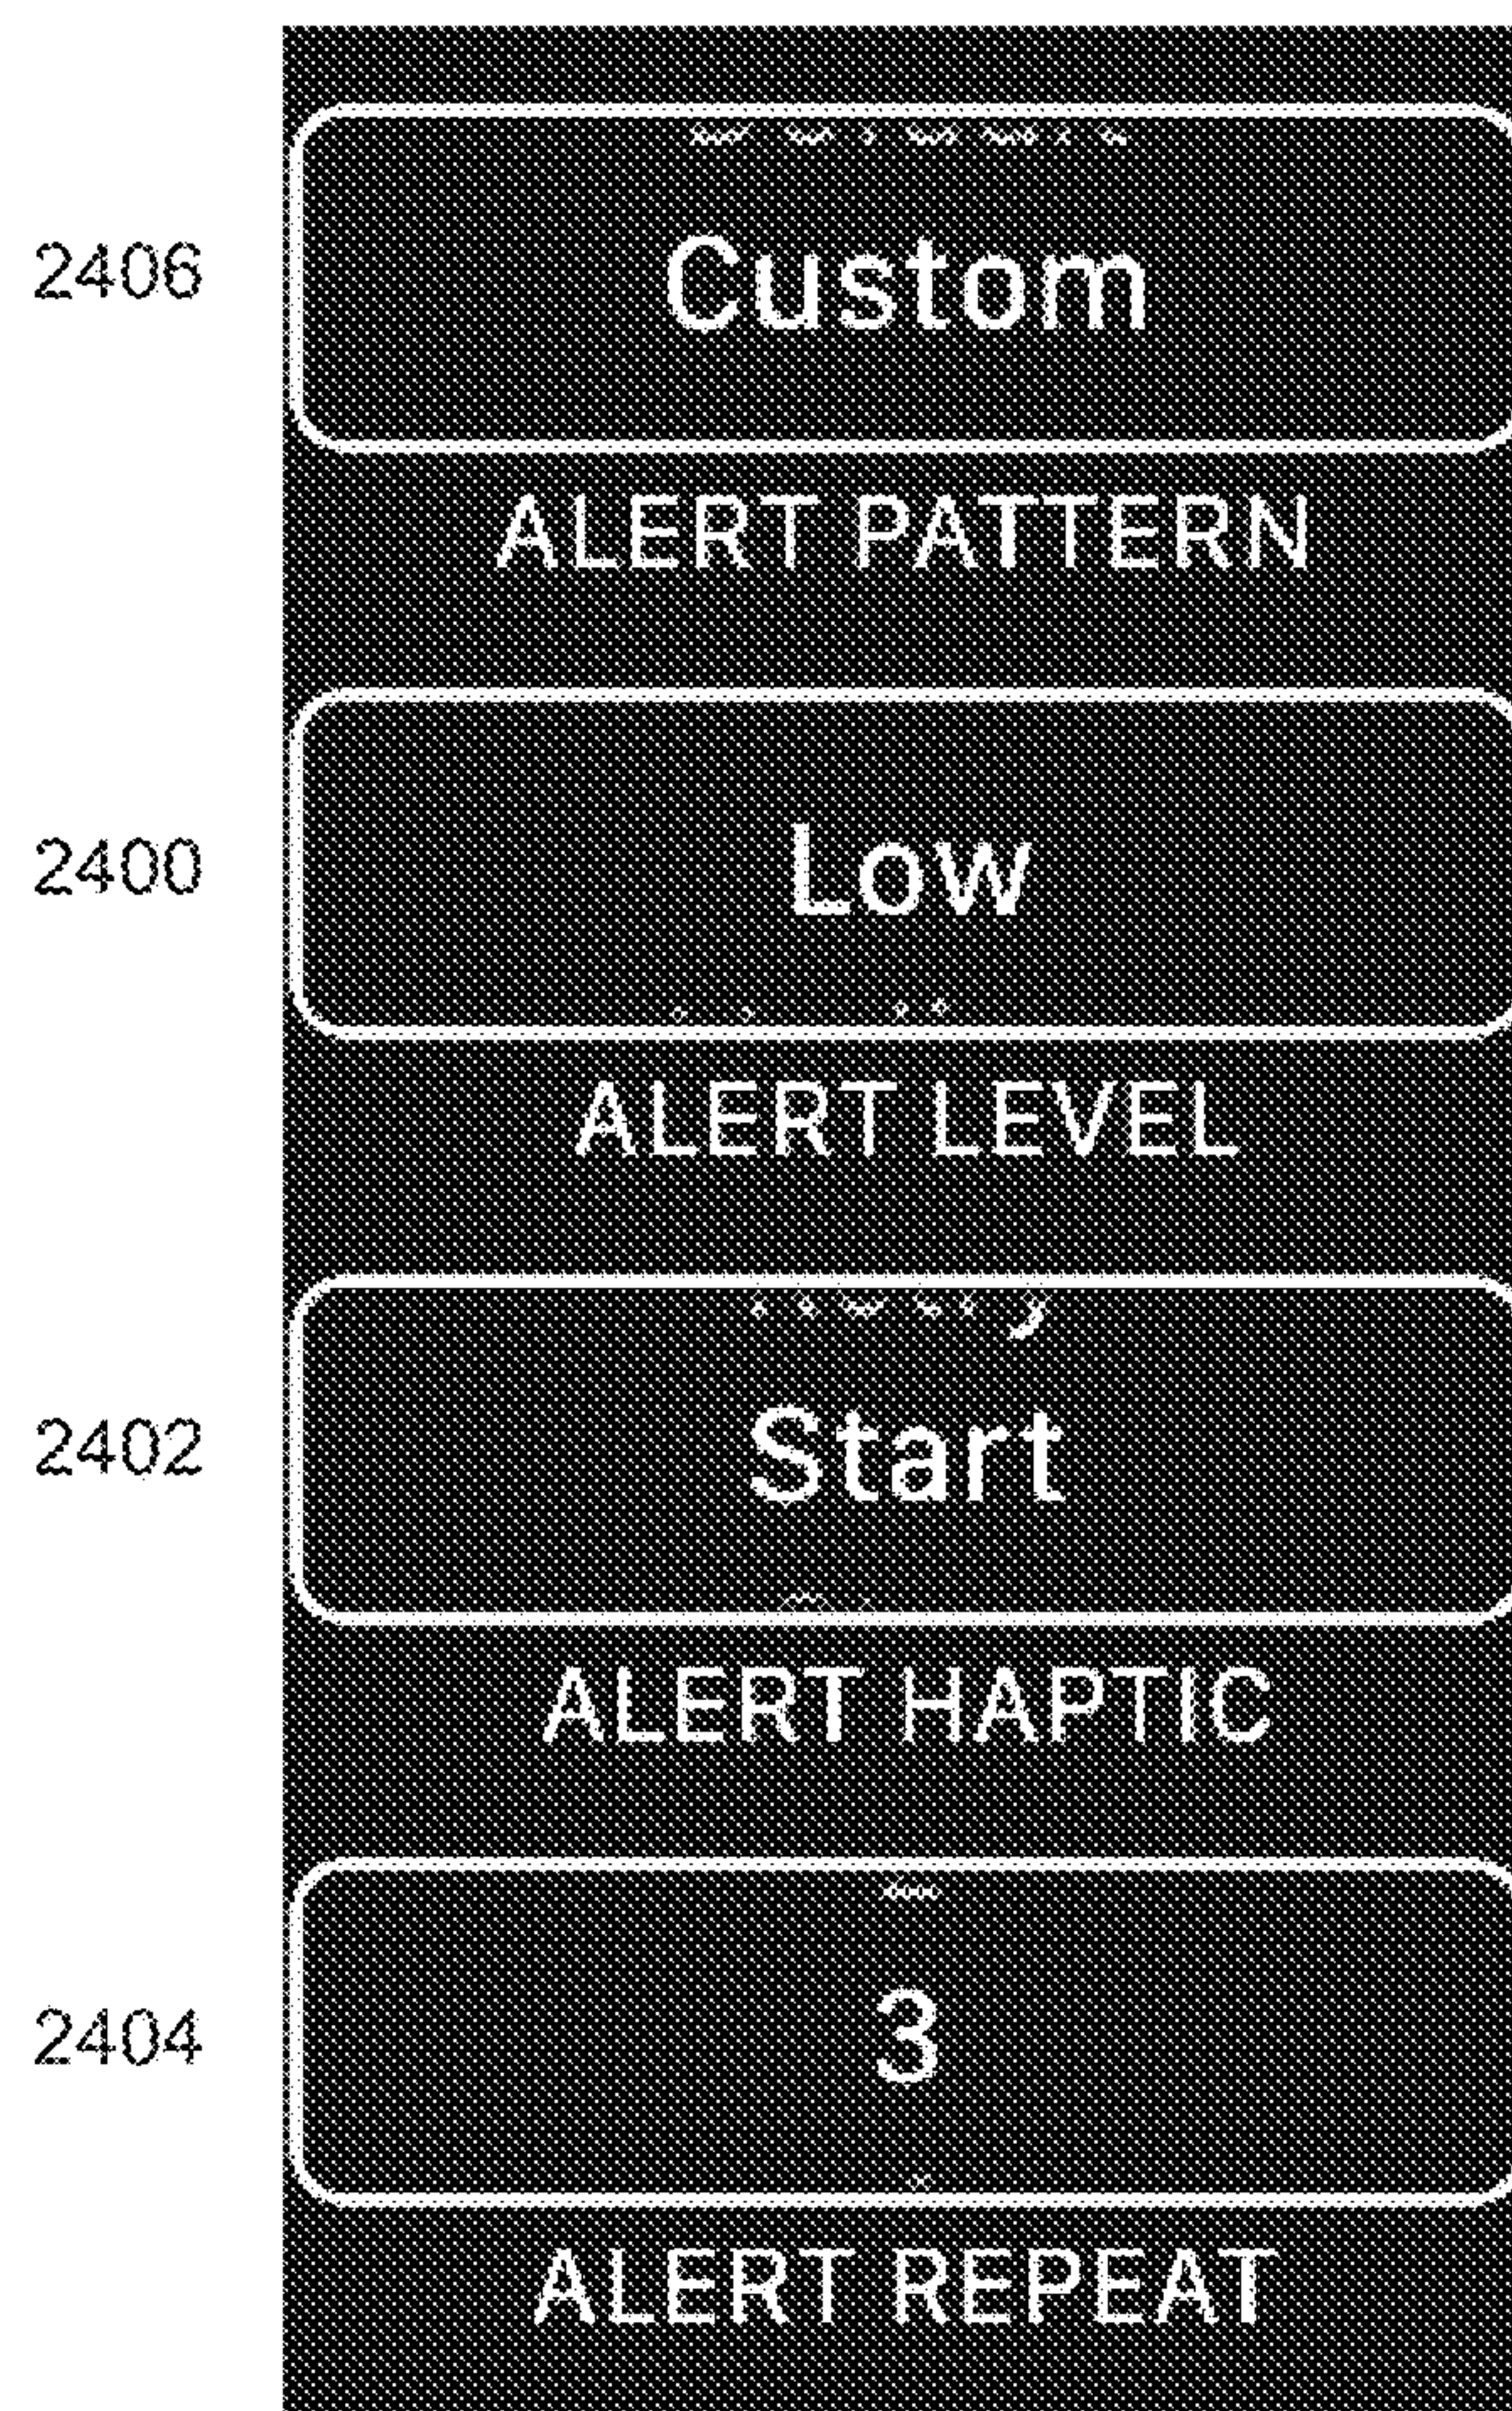 2406 Custom
ALERT PATTERN
2400 Low
ALERT LEVEL
2402 Start
ALERT HAPTIC
2404 3
ALERT REPEAT